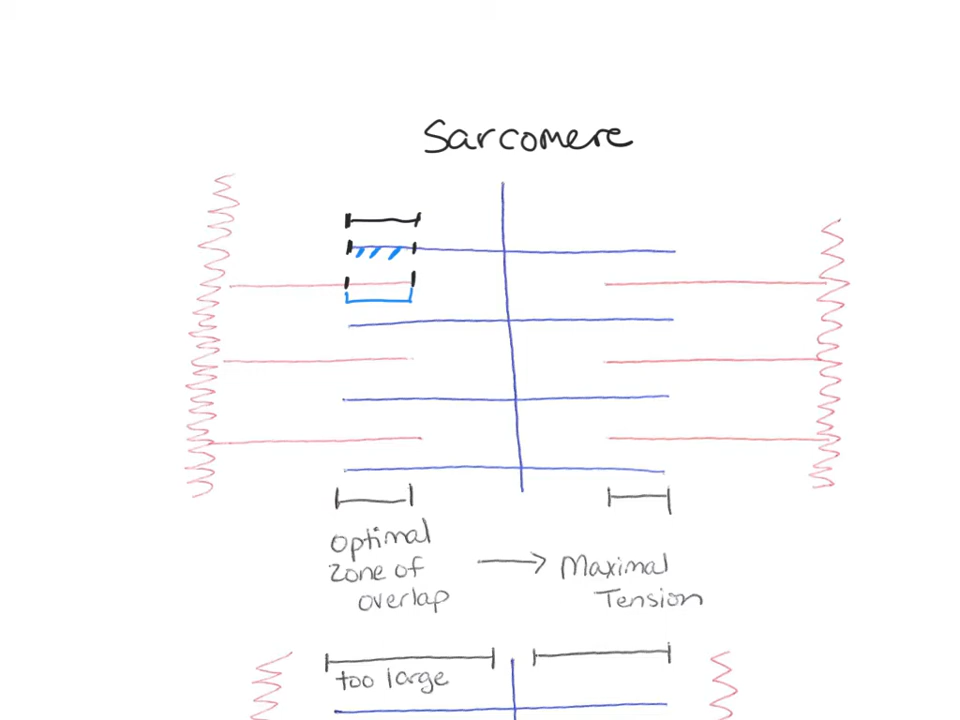 Sarcomere
Optimal
zone of
overlap
Maximal
Tension
too large